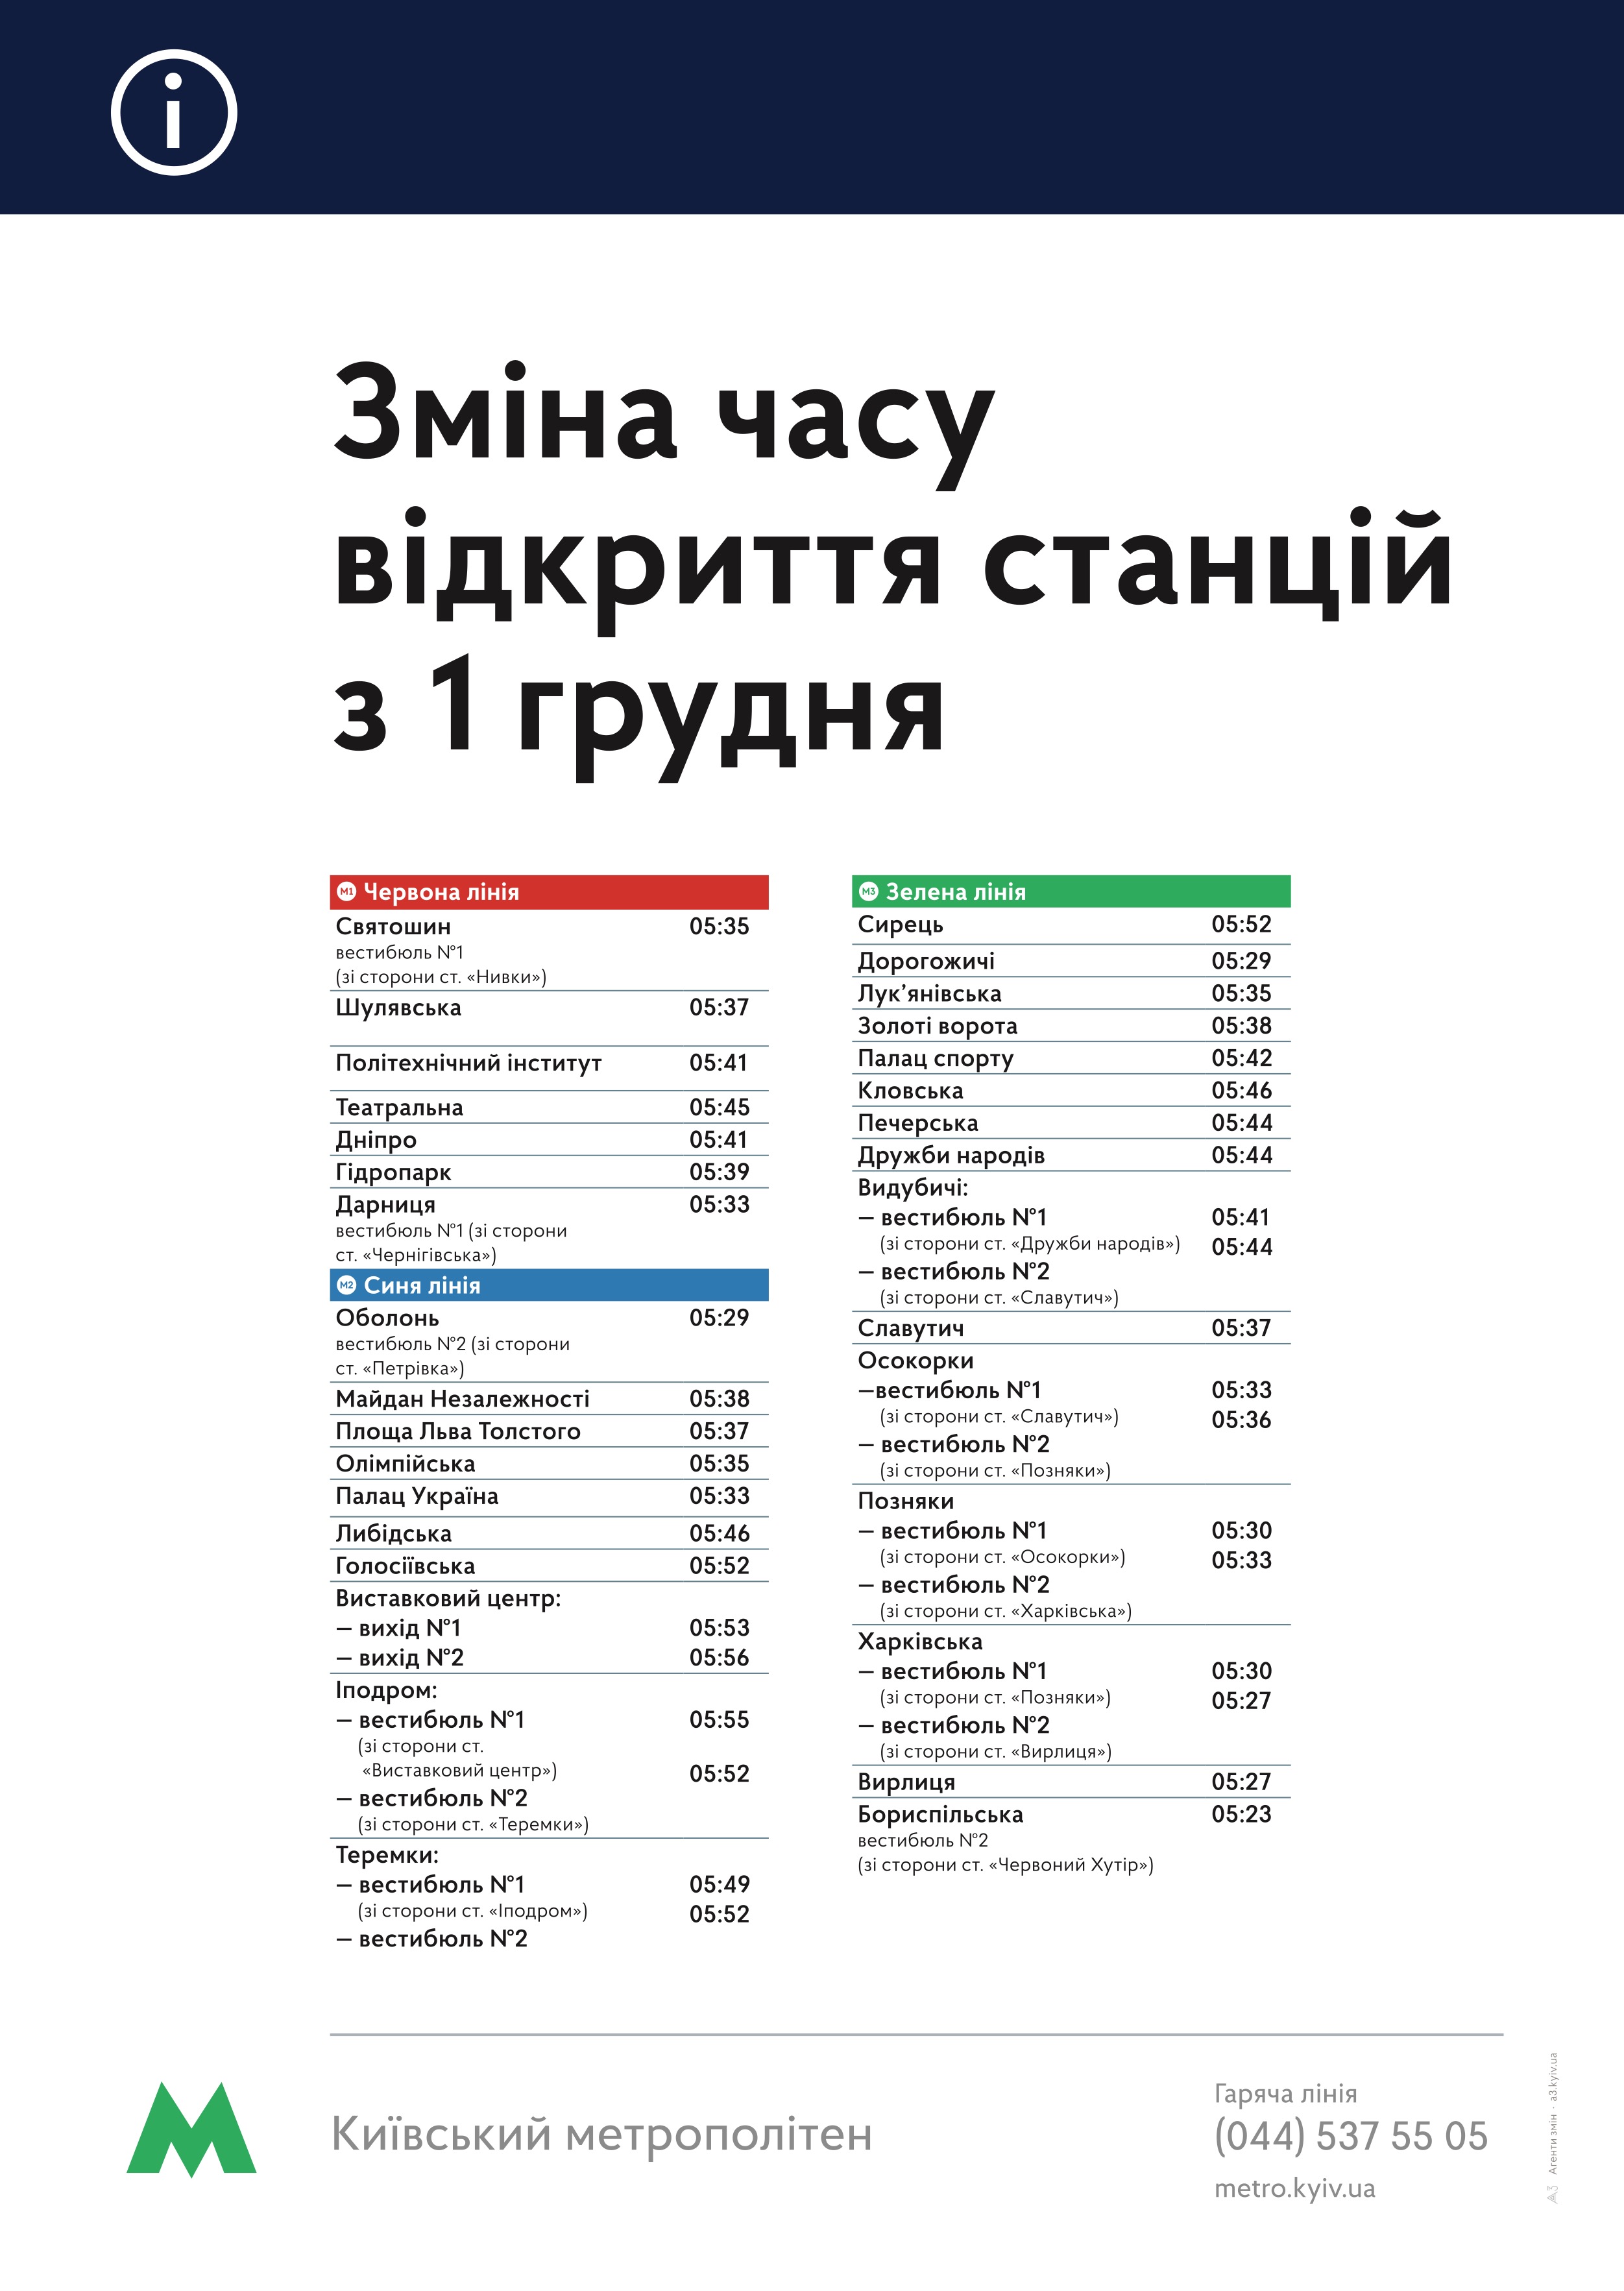 i
Зміна часу
відкриття станцій
з 1 грудня
М1 Червона лінія
Святошин 05:35
вестибюль №1
(зі сторони ст. «Нивки»)
Шулявська 05:37
Політехнічний інститут 05:41
Театральна 05:45
Дніпро 05:41
Гідропарк 05:39
Дарниця 05:33
вестибюль №1 (зі сторони
ст. «Чернігівська»)
М2 Синя лінія
Оболонь 05:29
вестибюль №2 (зі сторони
ст. «Петрівка»)
Майдан Незалежності 05:38
Площа Льва Толстого 05:37
Олімпійська 05:35
Палац Україна 05:33
Либідська 05:46
Голосіївська 05:52
Виставковий центр:
– вихід №1 05:53
– вихід №2 05:56
Іподром:
– вестибюль №1 05:55
(зі сторони ст.
«Виставковий центр») 05:52
– вестибюль №2
(зі сторони ст. «Теремки»)
Теремки:
– вестибюль №1 05:49
(зі сторони ст. «Іподром») 05:52
– вестибюль №2
М3 Зелена лінія
Сирець 05:52
Дорогожичі 05:29
Лук’янівська 05:35
Золоті ворота 05:38
Палац спорту 05:42
Кловська 05:46
Печерська 05:44
Дружби народів 05:44
Видубичі:
– вестибюль №1 05:41
(зі сторони ст. «Дружби народів») 05:44
– вестибюль №2
(зі сторони ст. «Славутич»)
Славутич 05:37
Осокорки
–вестибюль №1 05:33
(зі сторони ст. «Славутич») 05:36
– вестибюль №2
(зі сторони ст. «Позняки»)
Позняки
– вестибюль №1 05:30
(зі сторони ст. «Осокорки») 05:33
– вестибюль №2
(зі сторони ст. «Харківська»)
Харківська
– вестибюль №1 05:30
(зі сторони ст. «Позняки») 05:27
– вестибюль №2
(зі сторони ст. «Вирлиця»)
Вирлиця 05:27
Бориспільська 05:23
вестибюль №2
(зі сторони ст. «Червоний Хутір»)
Київський метрополітен
Гаряча лінія
(044) 537 55 05
metro.kyiv.ua
А3 Агенти змін · a3.kyiv.ua